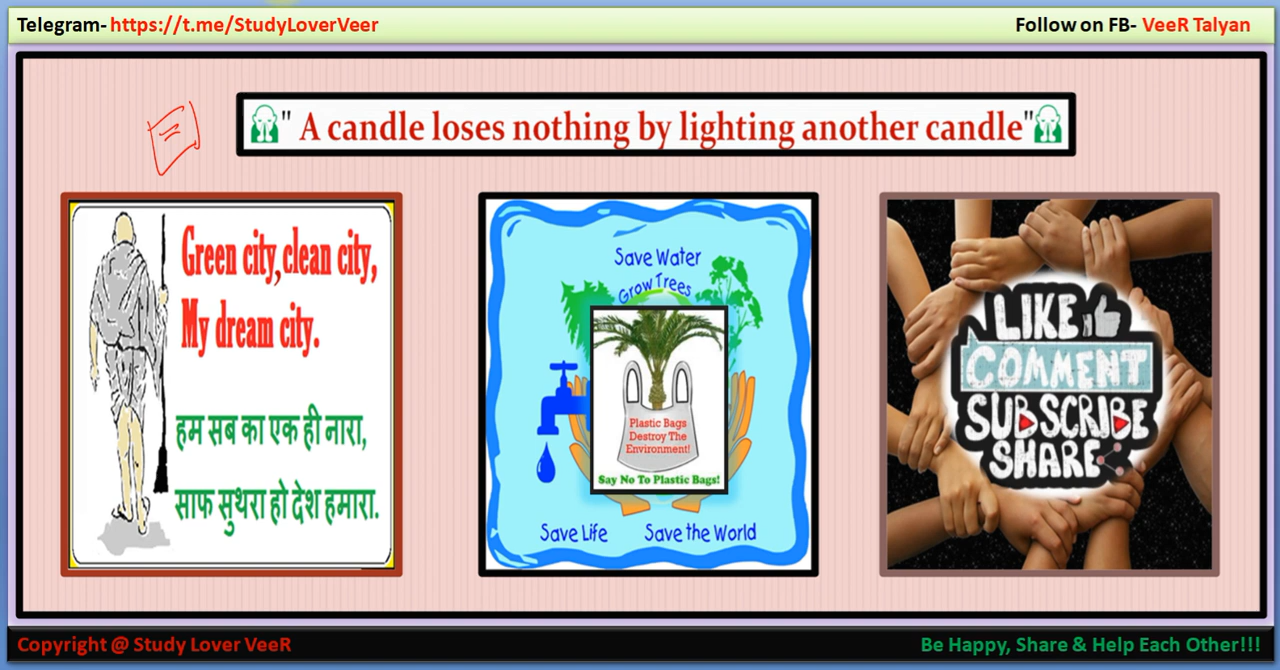 Telegram- https://t.me/StudyLoverVeer
Follow on FB- VeeR Talyan
" A candle loses nothing by lighting another candle"
Green city,clean city,
My dream city.
हम सब का एक ही नारा,
साफ सुथरा हो देश हमारा.
Save Water
Grow Trees
Plastic Bags
Destroy The
Environment!
Say No To Plastic Bags!
Save Life
Save the World
LIKE
COMMENT
SUBSCRIBE
SHARE
Copyright @ Study Lover VeeR
Be Happy, Share & Help Each Other!!!